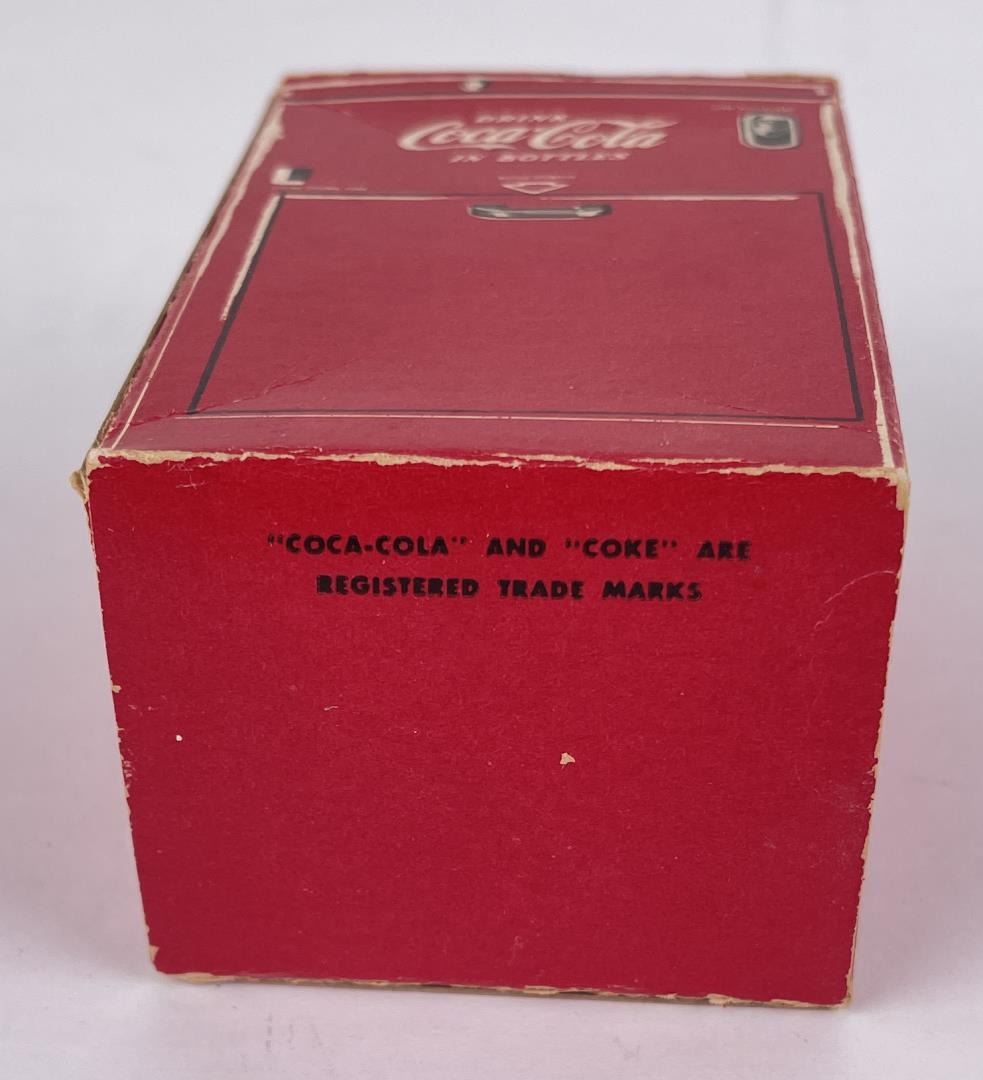 DRINK
Coca-Cola
IN BOTTLES
"COCA-COLA" AND "COKE" ARE
REGISTERED TRADE MARKS